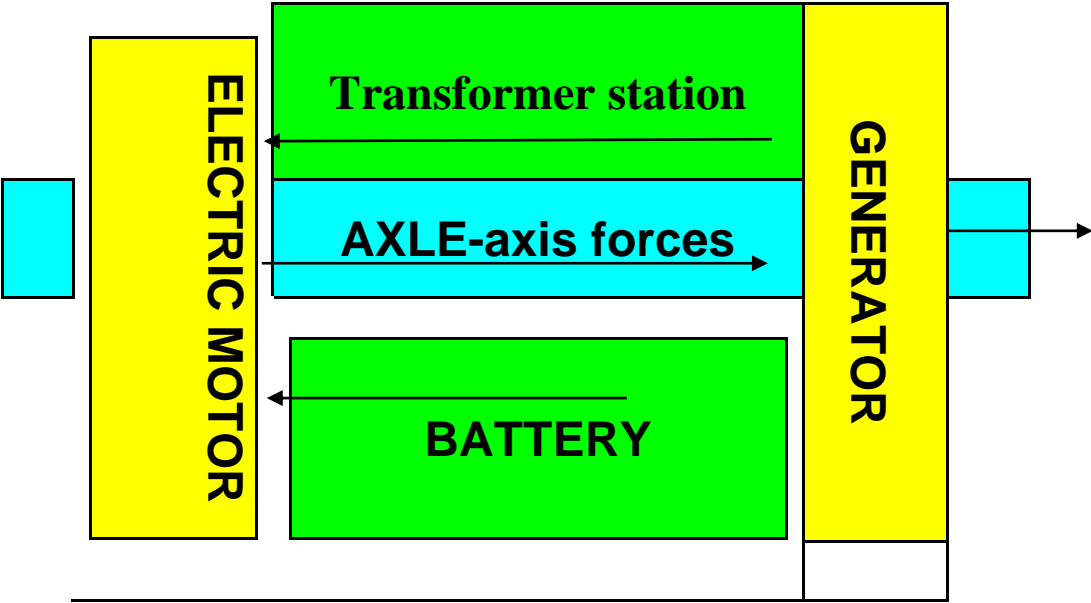 ELECTRIC MOTOR
Transformer station
AXLE-axis forces
BATTERY
GENERATOR